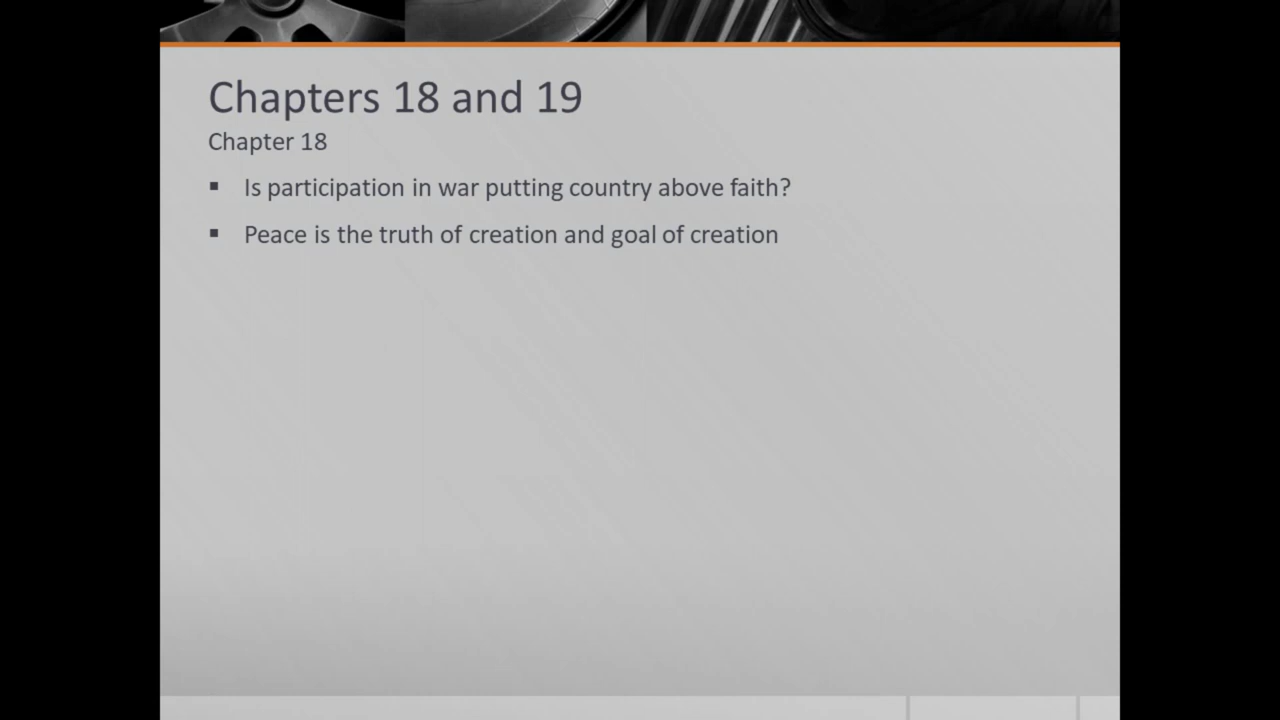 Chapters 18 and 19
Chapter 18
▪ Is participation in war putting country above faith?
▪ Peace is the truth of creation and goal of creation